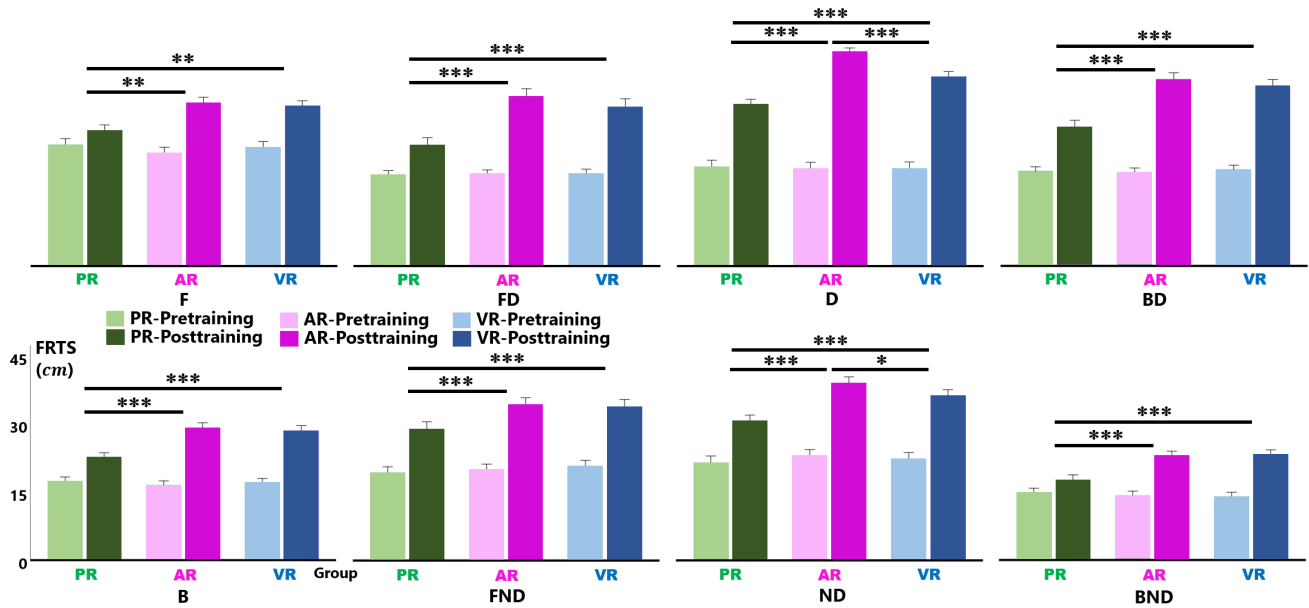 ***
*** ***
**
**
***
***
***
***
PR AR VR
F
PR AR VR
FD
PR AR VR
D
PR AR VR
BD
PR-Pretraining AR-Pretraining VR-Pretraining
PR-Posttraining AR-Posttraining VR-Posttraining
FRTS
(cm)
45
30
15
0
***
***
***
***
***
*** *
***
***
PR AR VR Group
B
PR AR VR
FND
PR AR VR
ND
PR AR VR
BND